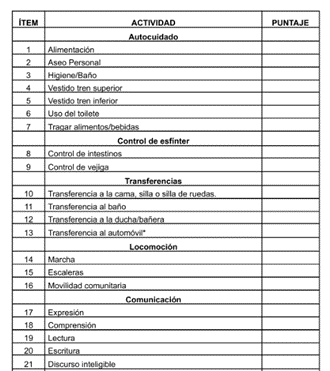 ÍTEM ACTIVIDAD PUNTAJE
Autocuidado
1 Alimentación
2 Aseo Personal
3 Higiene/Baño
4 Vestido tren superior
5 Vestido tren inferior
6 Uso del toilete
7 Tragar alimentos/bebidas
Control de esfínter
8 Control de intestinos
9 Control de vejiga
Transferencias
10 Transferencia a la cama, silla o silla de ruedas.
11 Transferencia al baño
12 Transferencia a la ducha/bañera
13 Transferencia al automóvil*
Locomoción
14 Marcha
15 Escaleras
16 Movilidad comunitaria
Comunicación
17 Expresión
18 Comprensión
19 Lectura
20 Escritura
21 Discurso inteligible